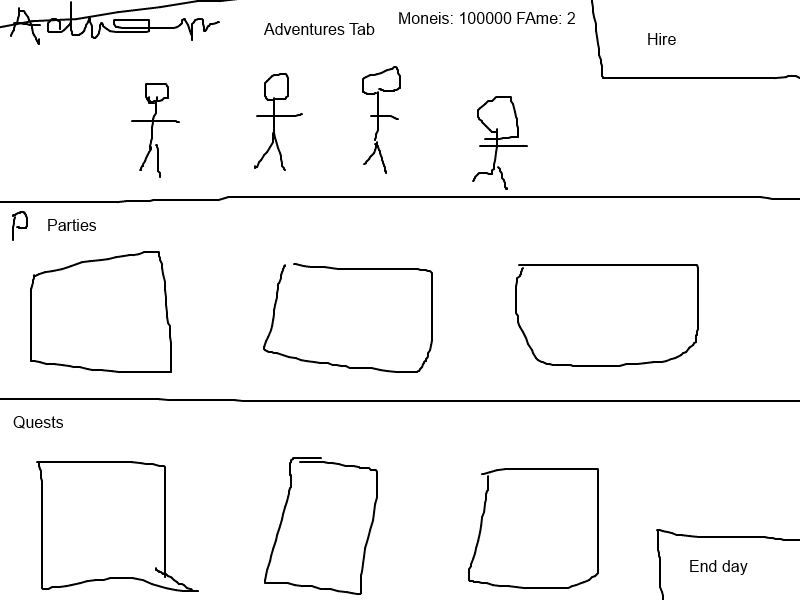 Adventures Tab
Moneis: 100000 FAme: 2
Hire
P Parties
Quests
End day